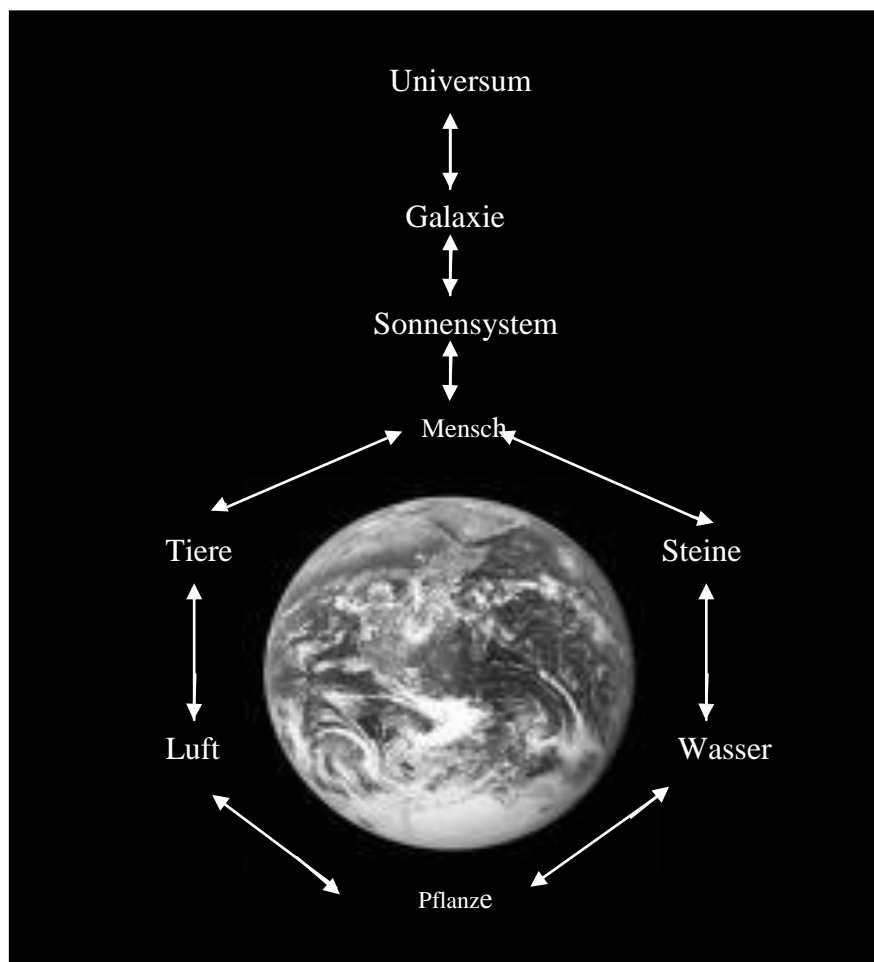 Universum
Galaxie
Sonnensystem
Mensch
Tiere
Steine
Luft
Wasser
Pflanze